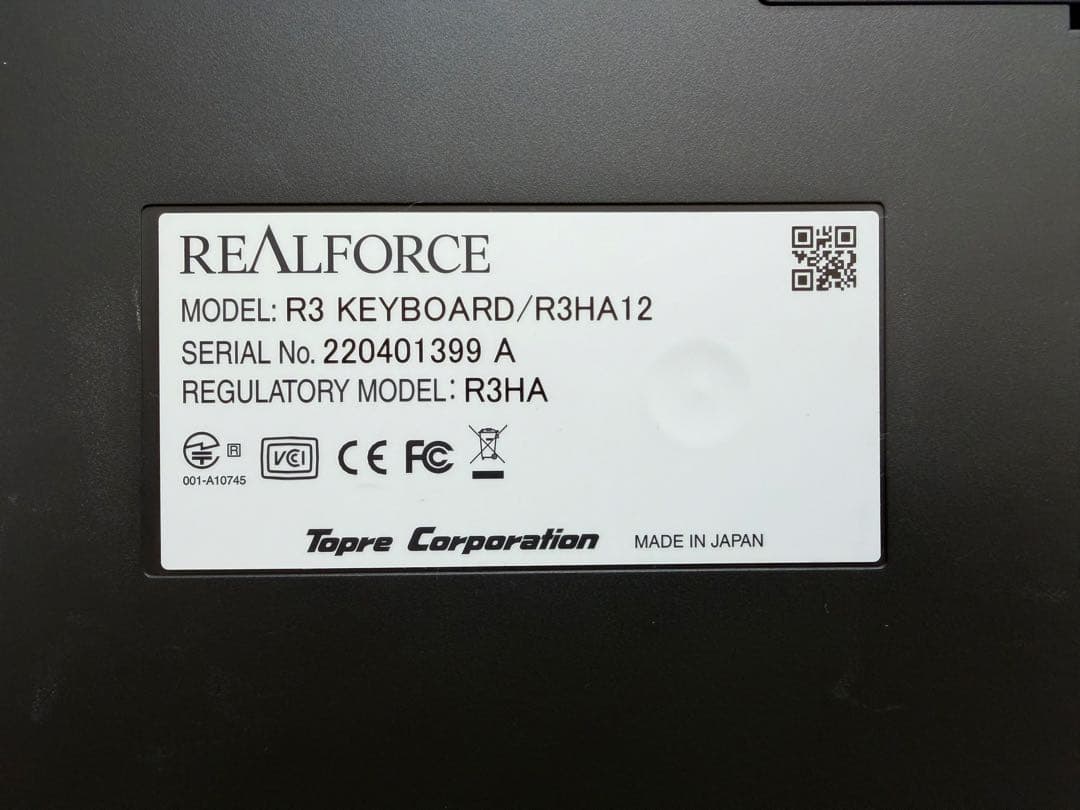 REALFORCE
MODEL: R3 KEYBOARD/R3HA12
SERIAL No. 220401399 A
REGULATORY MODEL: R3HA
R VCI CE FC
001-A10745
Topre Corporation MADE IN JAPAN